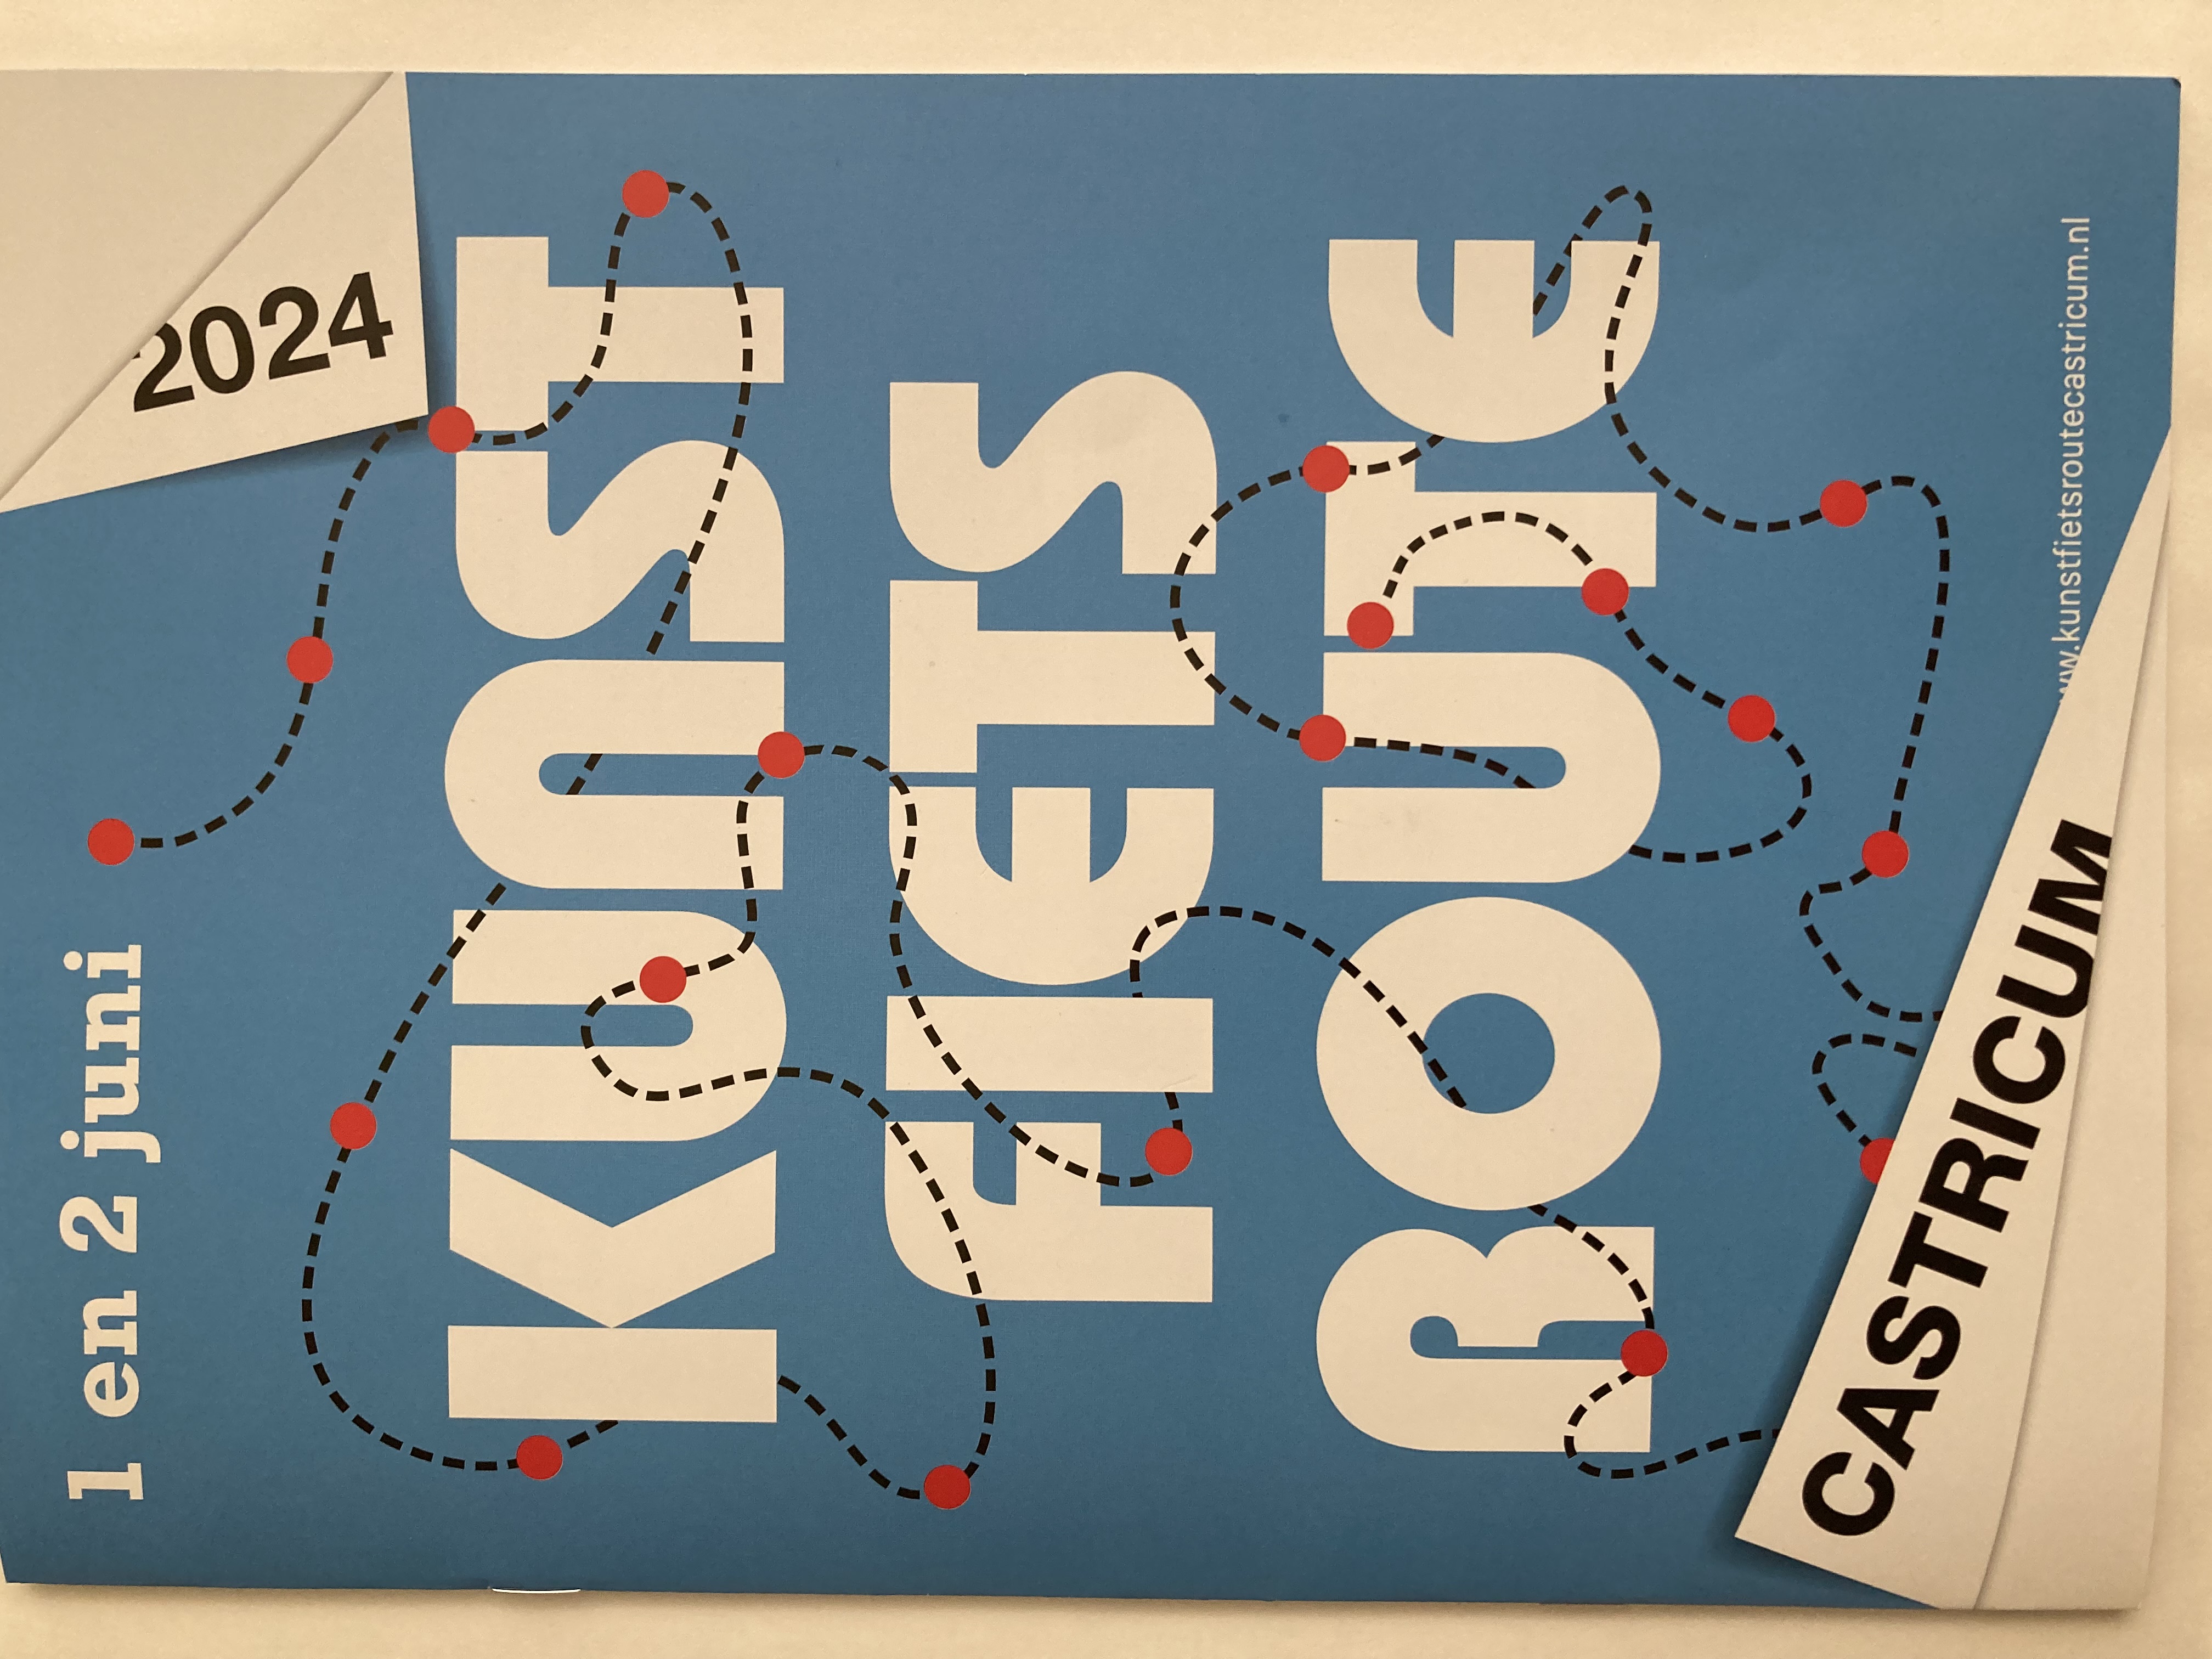 1 en 2 juni
2024
KUNST
FIETS
ROUTE
CASTRICUM
www.kunstfietsroutecastricum.nl